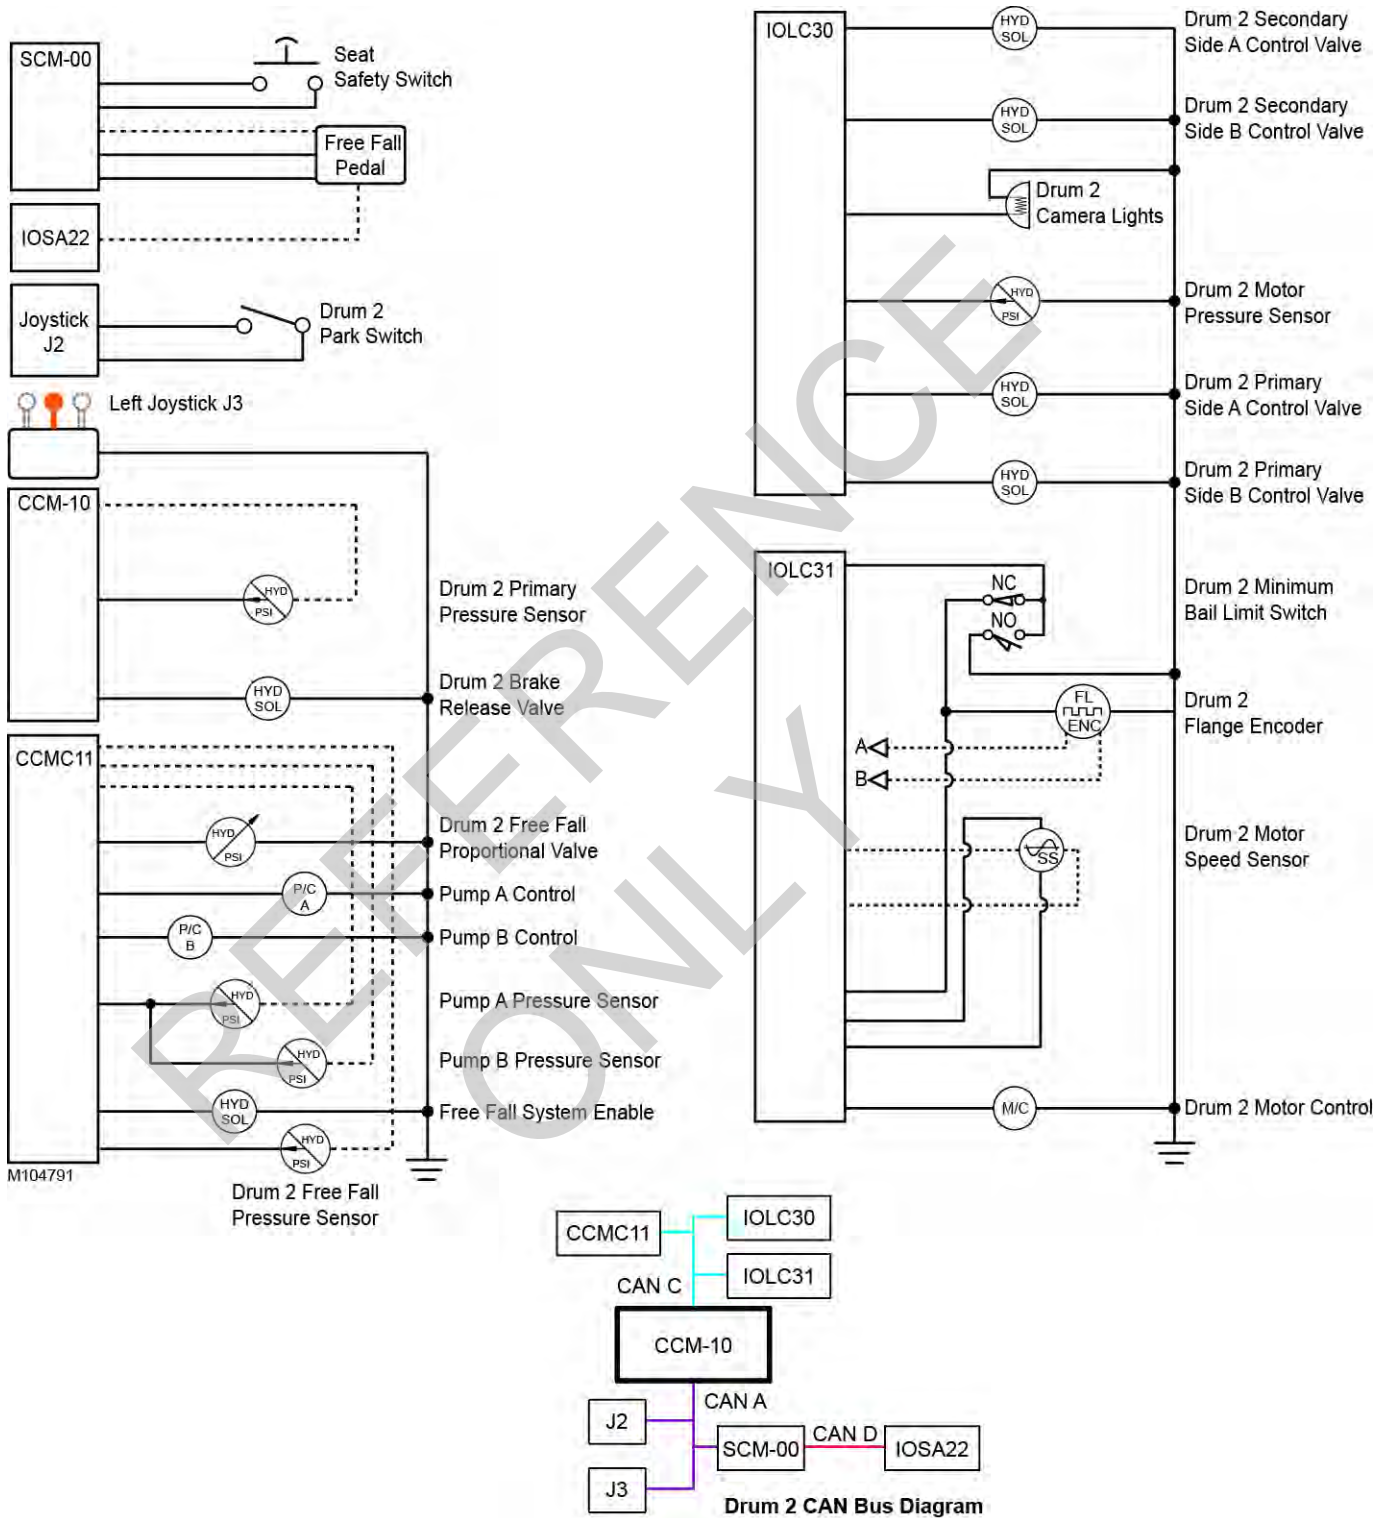 SCM-00
Seat
Safety Switch
Free Fall
Pedal
IOSA22
Joystick
J2
Drum 2
Park Switch
Left Joystick J3
CCM-10
HYD
PSI
Drum 2 Primary
Pressure Sensor
HYD
SOL
Drum 2 Brake
Release Valve
CCMC11
HYD
PSI
Drum 2 Free Fall
Proportional Valve
P/C
A
Pump A Control
P/C
B
Pump B Control
HYD
PSI
Pump A Pressure Sensor
HYD
PSI
Pump B Pressure Sensor
HYD
SOL
Free Fall System Enable
HYD
PSI
M104791
Drum 2 Free Fall
Pressure Sensor
IOLC30
HYD
SOL
Drum 2 Secondary
Side A Control Valve
HYD
SOL
Drum 2 Secondary
Side B Control Valve
Drum 2
Camera Lights
HYD
PSI
Drum 2 Motor
Pressure Sensor
HYD
SOL
Drum 2 Primary
Side A Control Valve
HYD
SOL
Drum 2 Primary
Side B Control Valve
IOLC31
NC
NO
Drum 2 Minimum
Bail Limit Switch
FL
ENC
Drum 2
Flange Encoder
A
B
SS
Drum 2 Motor
Speed Sensor
M/C
Drum 2 Motor Control
REFERENCE
ONLY
CCMC11
IOLC30
IOLC31
CAN C
CCM-10
CAN A
J2
SCM-00
CAN D
IOSA22
J3
Drum 2 CAN Bus Diagram